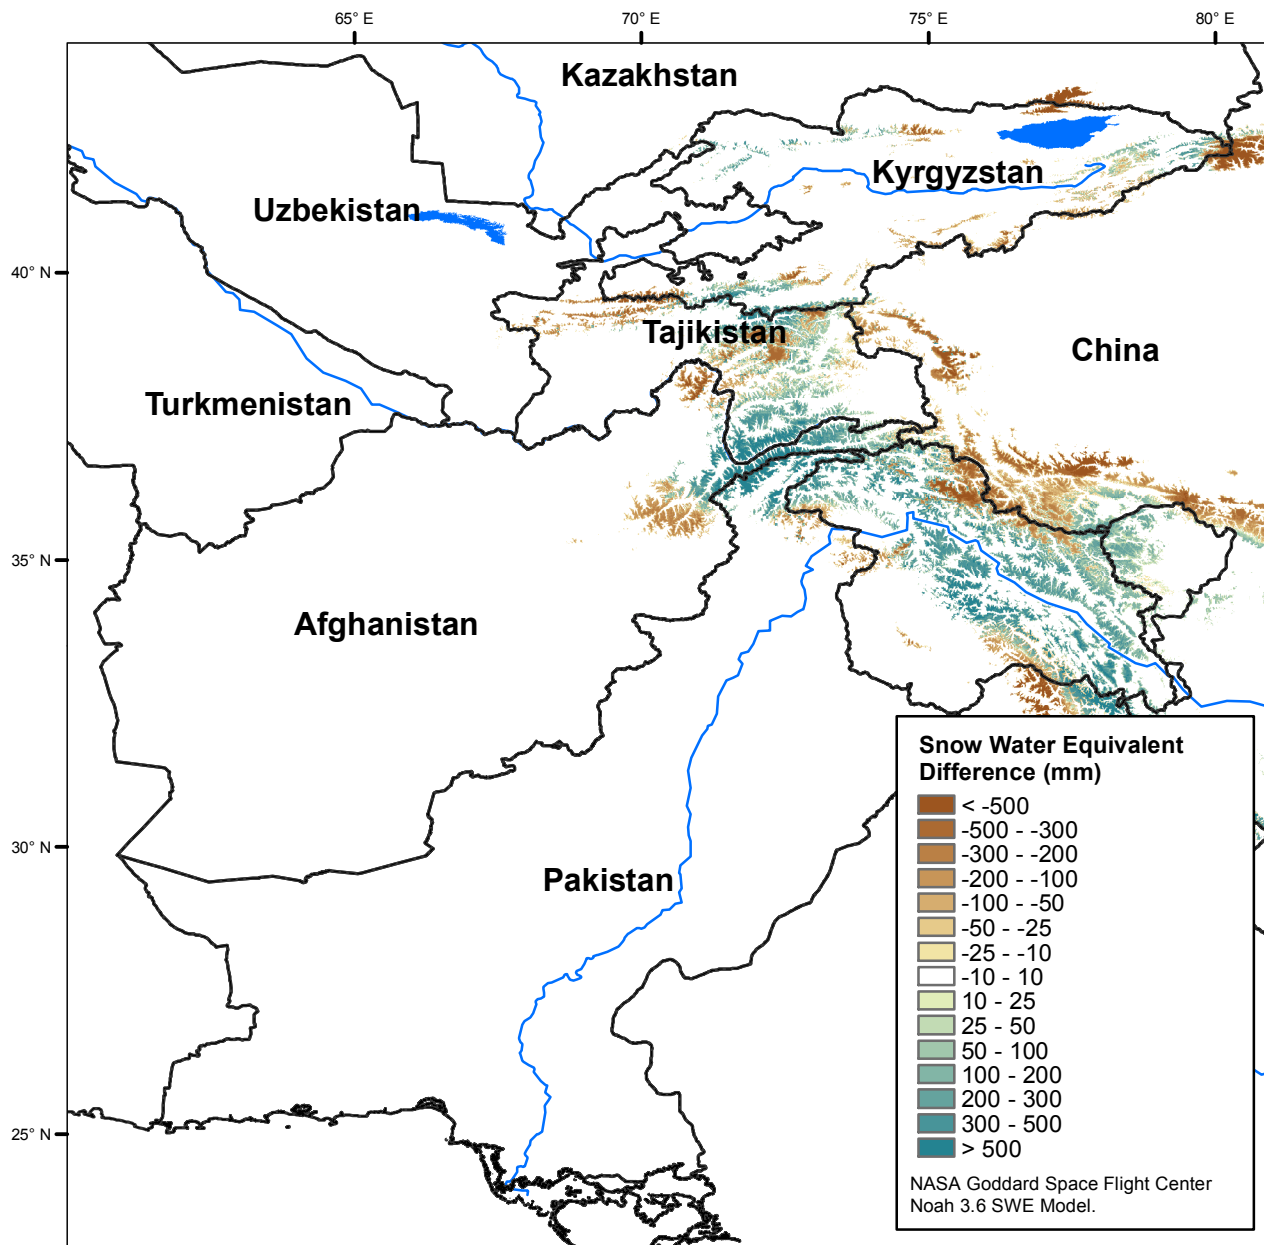 65° E
70° E
75° E
80° E
Kazakhstan
Kyrgyzstan
Uzbekistan
40° N
Tajikistan
China
Turkmenistan
35° N
Afghanistan
30° N
Pakistan
25° N
Snow Water Equivalent
Difference (mm)
< -500
-500 - -300
-300 - -200
-200 - -100
-100 - -50
-50 - -25
-25 - -10
-10 - 10
10 - 25
25 - 50
50 - 100
100 - 200
200 - 300
300 - 500
> 500
NASA Goddard Space Flight Center
Noah 3.6 SWE Model.